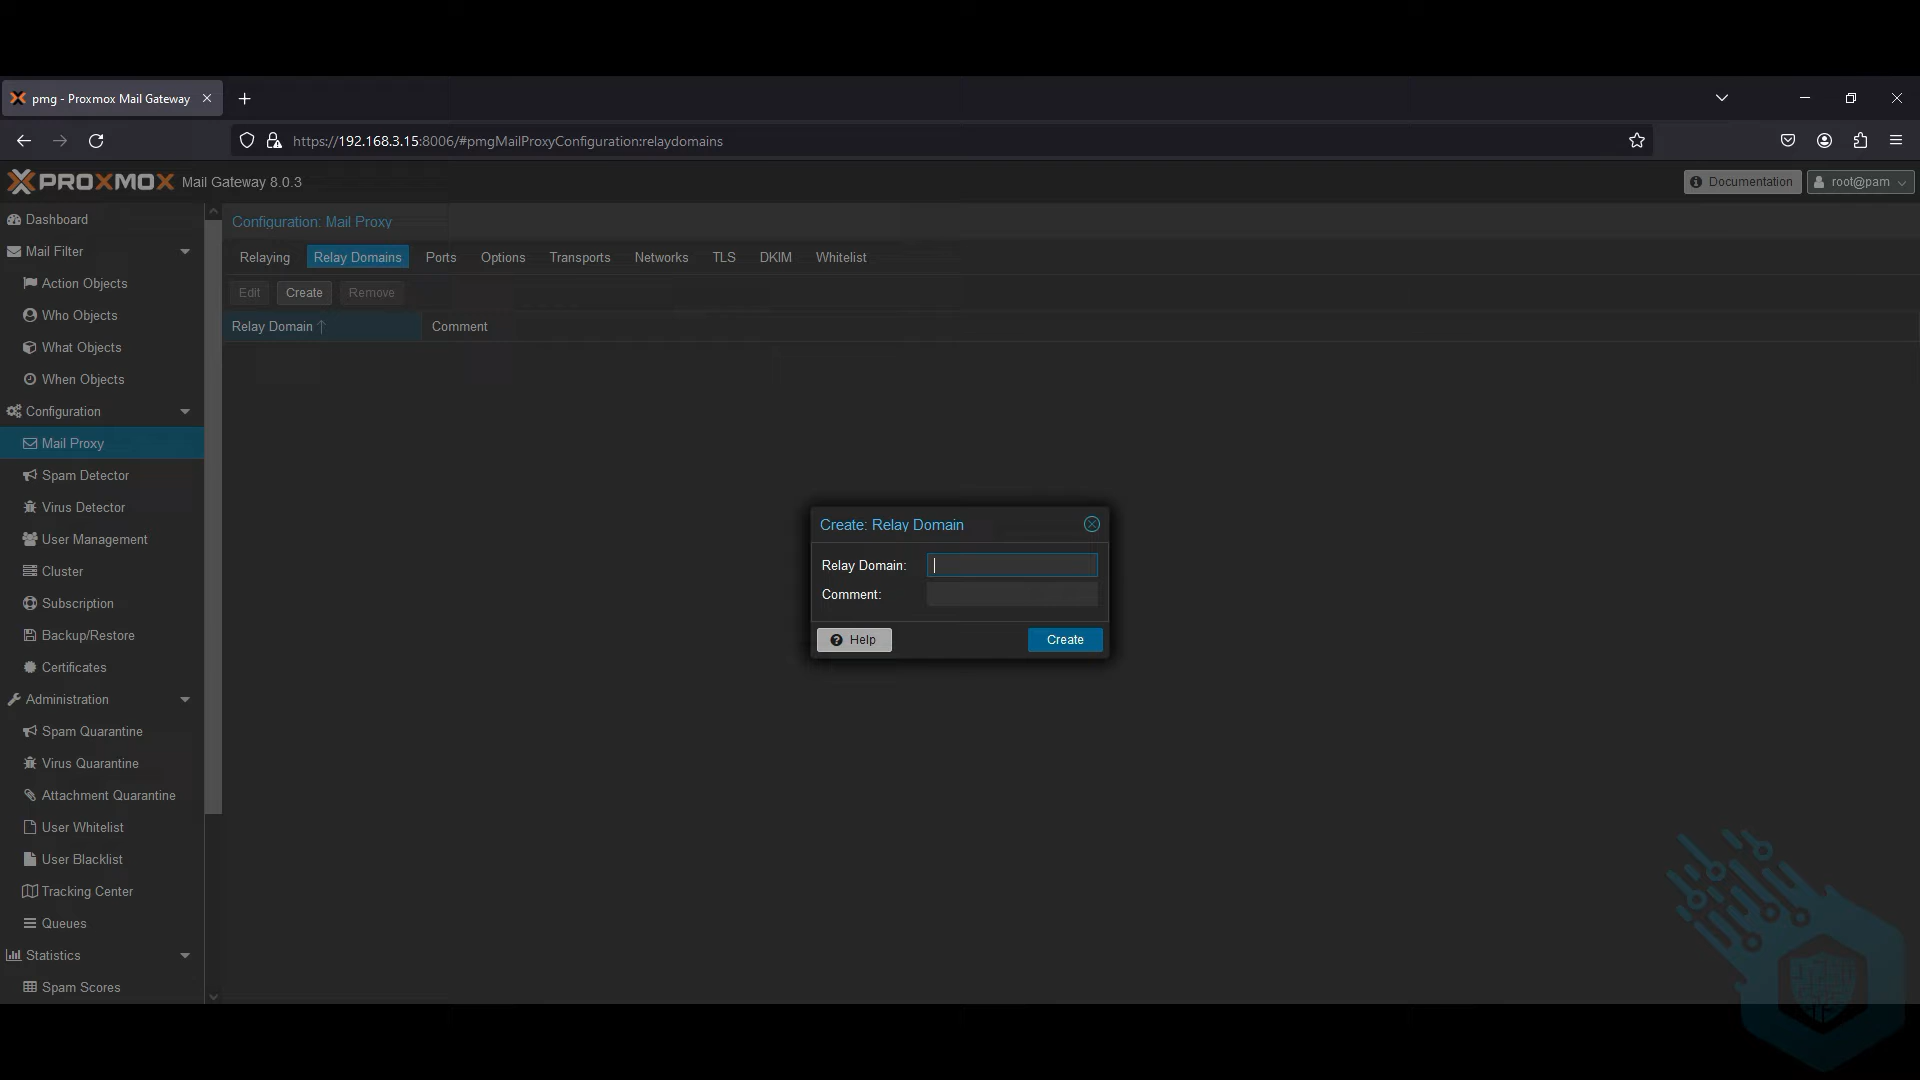 pmg - Proxmox Mail Gateway
https://192.168.3.15:8006/#pmgMailProxyConfiguration:relaydomains
PROXMOX Mail Gateway 8.0.3
Documentation
root@pam
Dashboard
Mail Filter
Action Objects
Who Objects
What Objects
When Objects
Configuration
Mail Proxy
Spam Detector
Virus Detector
User Management
Cluster
Subscription
Backup/Restore
Certificates
Administration
Spam Quarantine
Virus Quarantine
Attachment Quarantine
User Whitelist
User Blacklist
Tracking Center
Queues
Statistics
Spam Scores
Configuration: Mail Proxy
Relaying Relay Domains Ports Options Transports Networks TLS DKIM Whitelist
Edit Create Remove
Relay Domain Comment
Create: Relay Domain
Relay Domain:
Comment:
Help Create